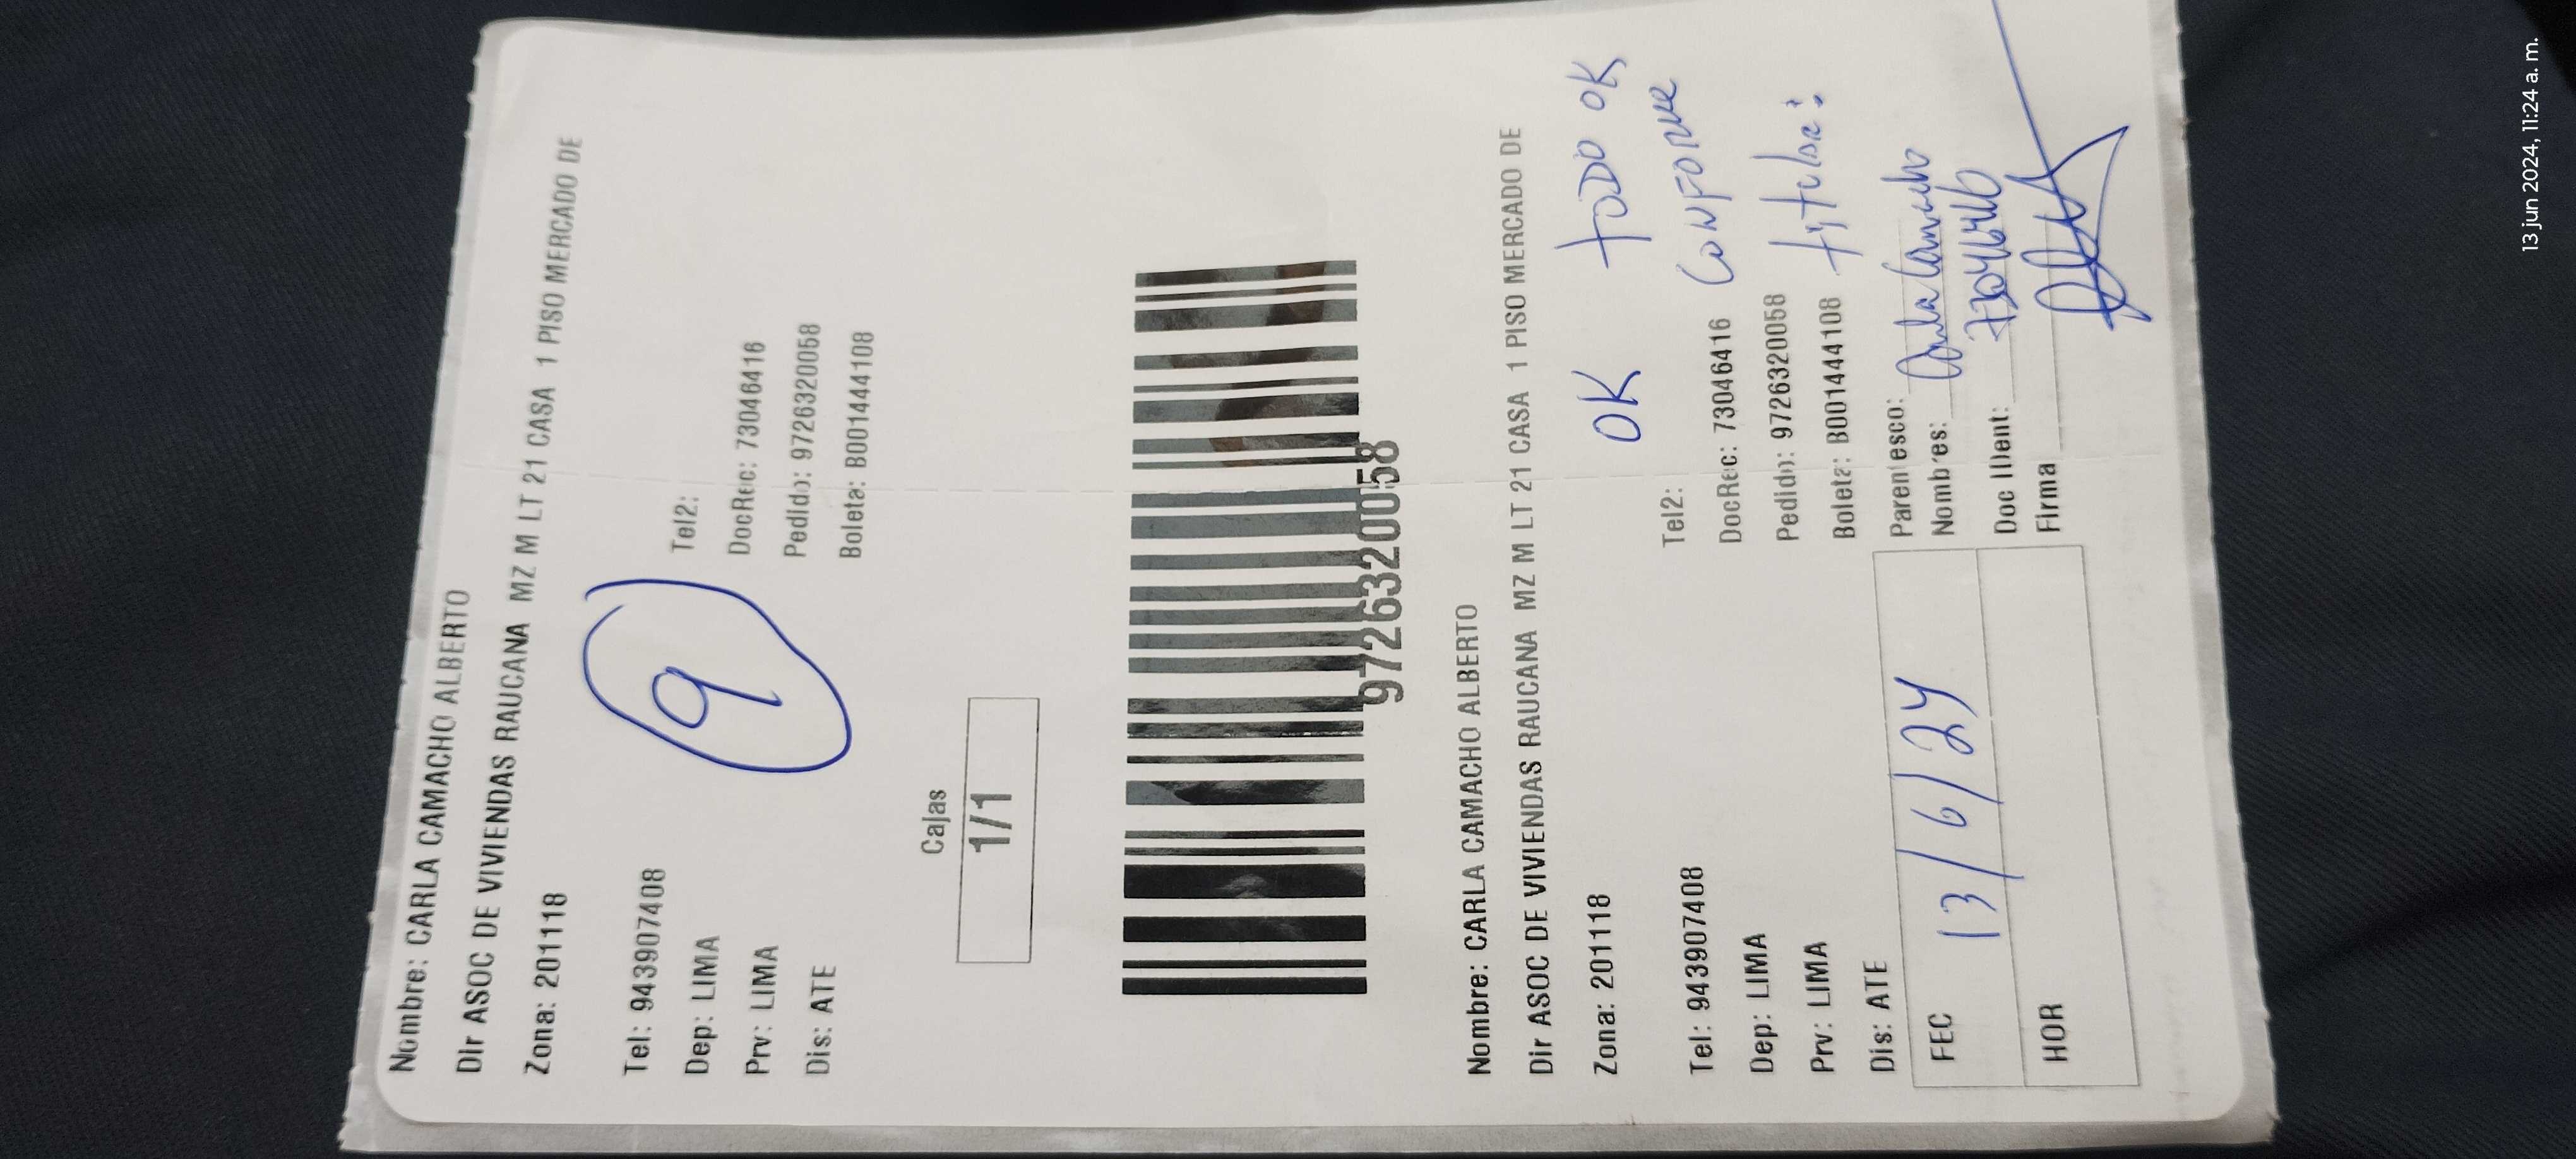 Nombre: CARLA CAMACHO ALBERTO
Dir ASOC DE VIVIENDAS RAUCANA MZ M LT 21 CASA 1 PISO MERCADO DE
Zona: 201118
9
Tel: 943907408 Tel2:
Dep: LIMA DocRec: 73046416
Prv: LIMA Pedido: 9726320058
Dis: ATE Boleta: B001444108
Cajas
1/1
9726320058
Nombre: CARLA CAMACHO ALBERTO
Dir ASOC DE VIVIENDAS RAUCANA MZ M LT 21 CASA 1 PISO MERCADO DE
Zona: 201118
OK TODO OK
CONFORME
Tel: 943907408 Tel2:
Dep: LIMA DocRec: 73046416
Prv: LIMA Pedido: 9726320058
titular:
Dis: ATE Boleta: B001444108
Parentesco:
FEC 13/6/24 Nombres: Carla Camacho
Doc Ident: 73046416
HOR Firma
13 jun 2024, 11:24 a. m.